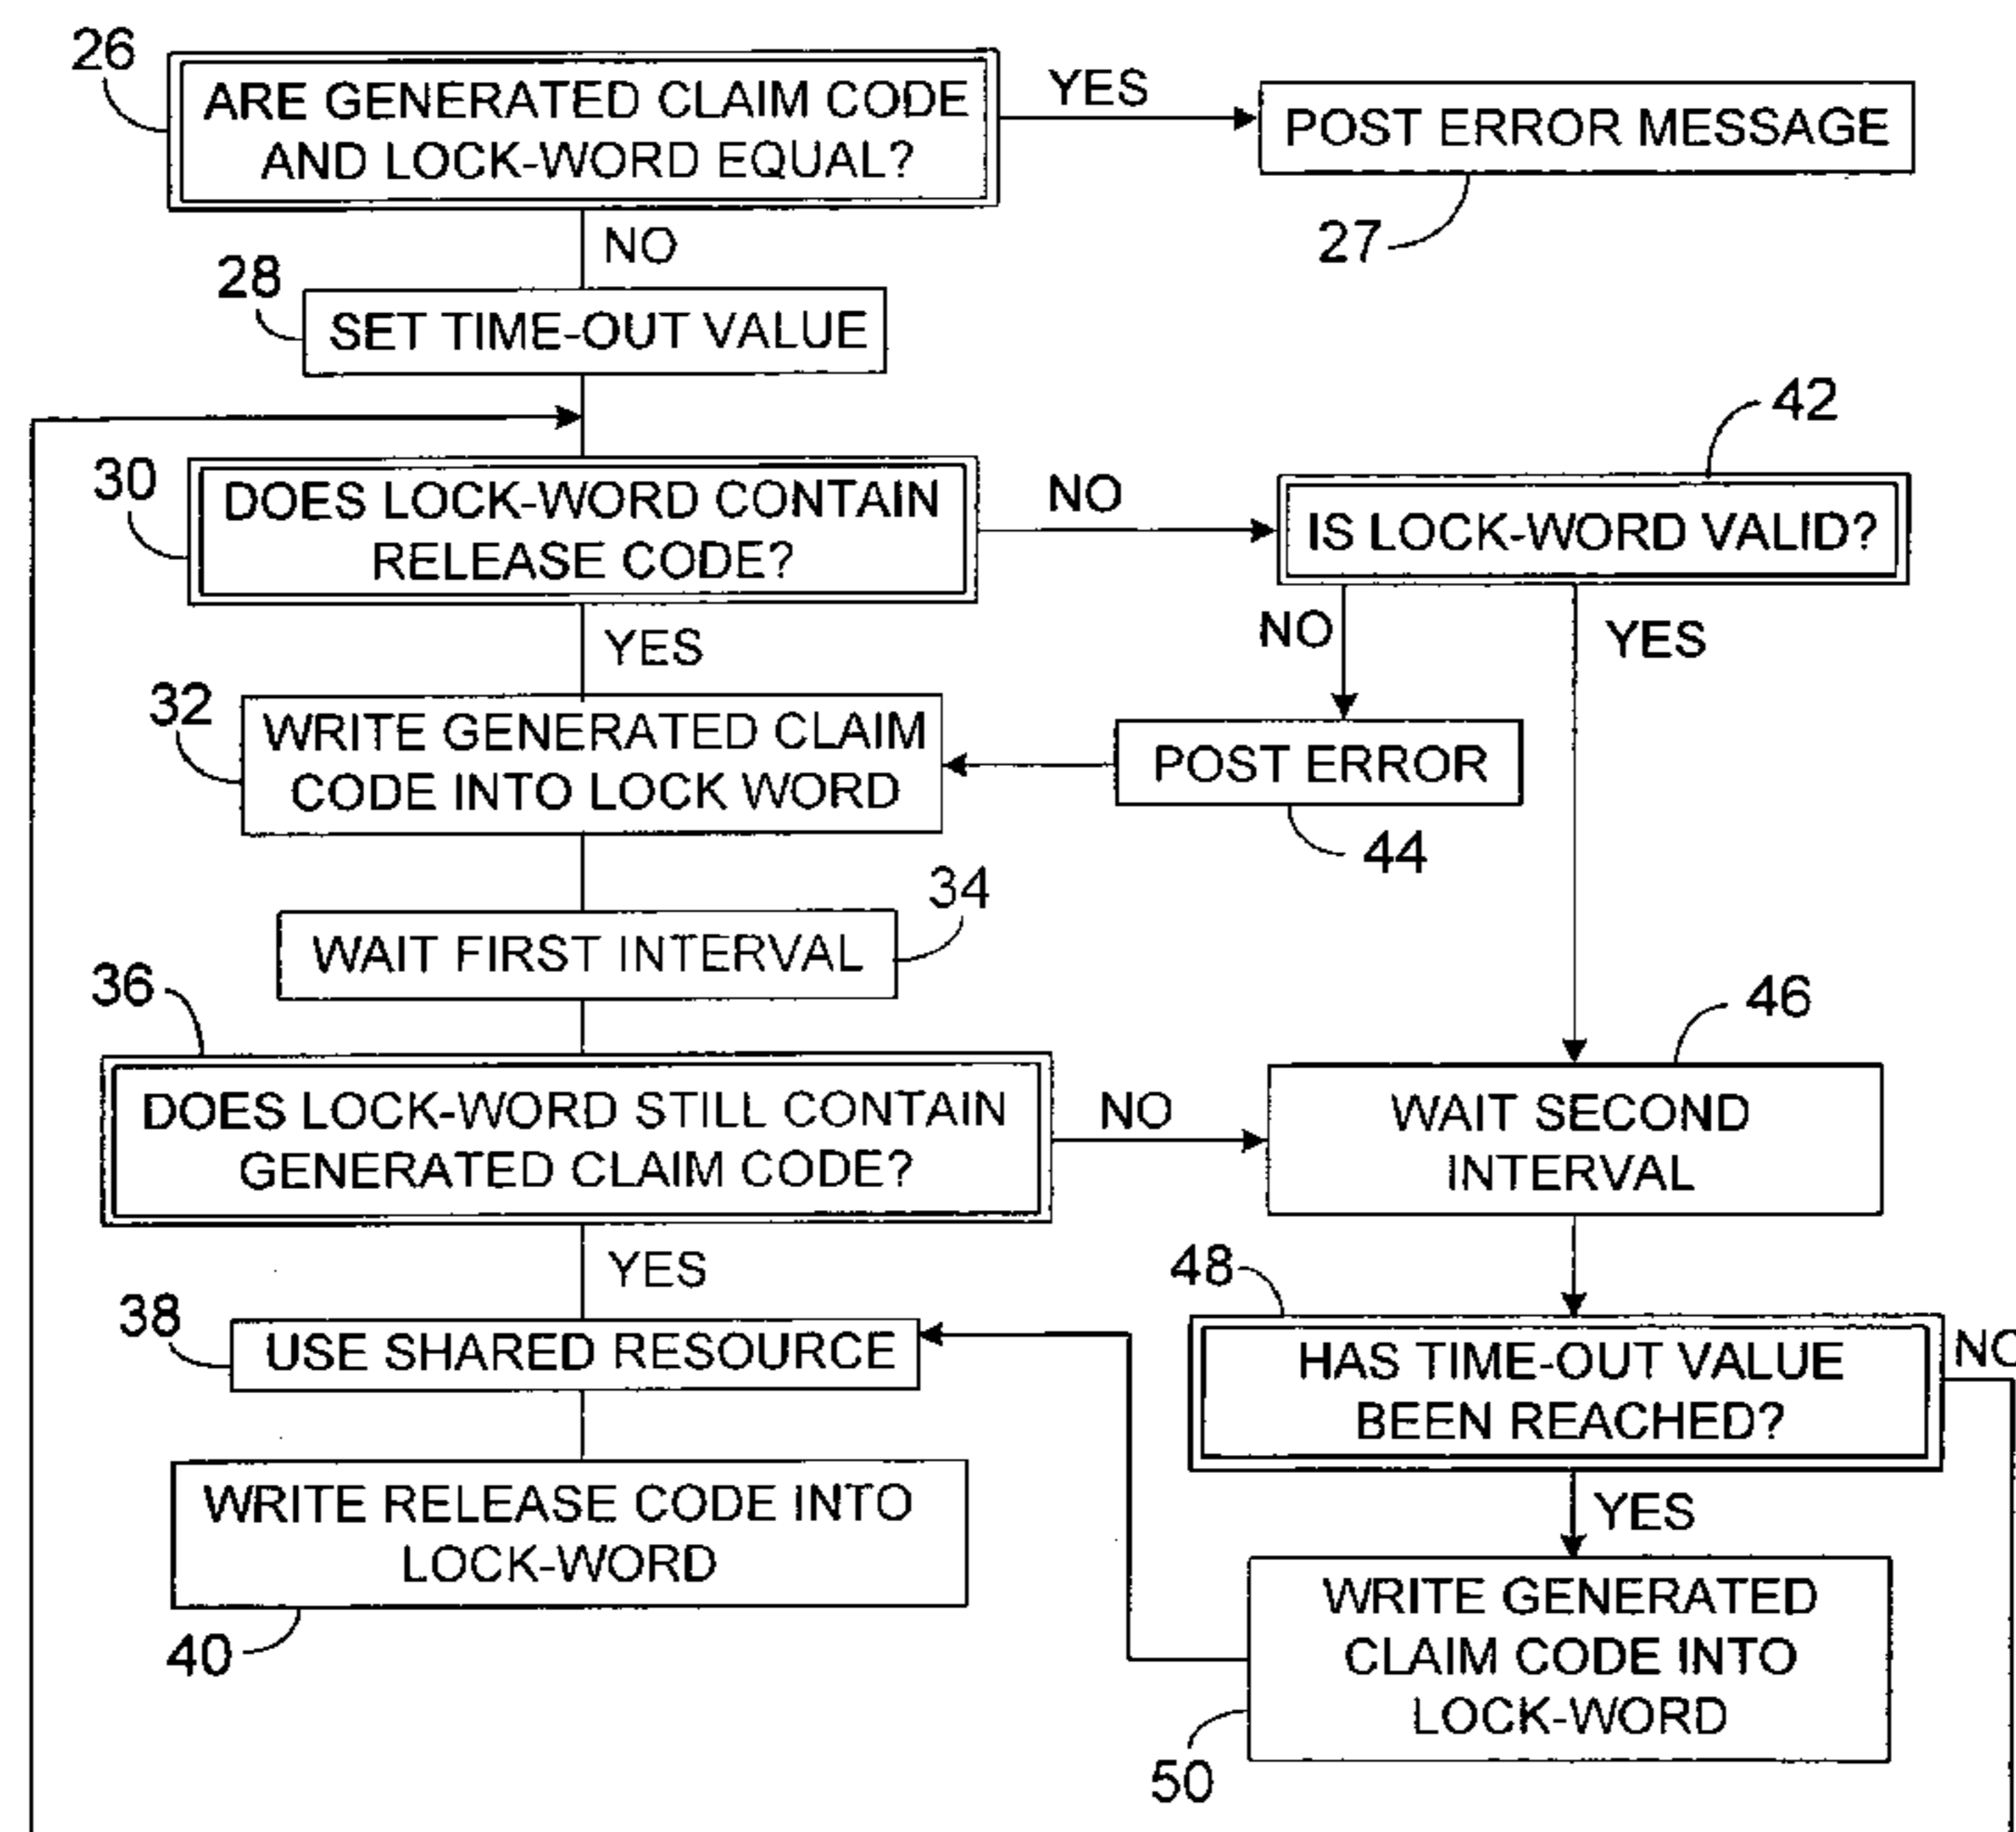 26
ARE GENERATED CLAIM CODE
AND LOCK-WORD EQUAL?
YES
POST ERROR MESSAGE
27
NO
28
SET TIME-OUT VALUE
42
30
DOES LOCK-WORD CONTAIN
RELEASE CODE?
NO
IS LOCK-WORD VALID?
YES
NO
YES
32
WRITE GENERATED CLAIM
CODE INTO LOCK WORD
POST ERROR
44
34
WAIT FIRST INTERVAL
36
46
DOES LOCK-WORD STILL CONTAIN
GENERATED CLAIM CODE?
NO
WAIT SECOND
INTERVAL
YES
48
38
USE SHARED RESOURCE
HAS TIME-OUT VALUE
BEEN REACHED?
NO
YES
WRITE RELEASE CODE INTO
LOCK-WORD
40
WRITE GENERATED
CLAIM CODE INTO
LOCK-WORD
50